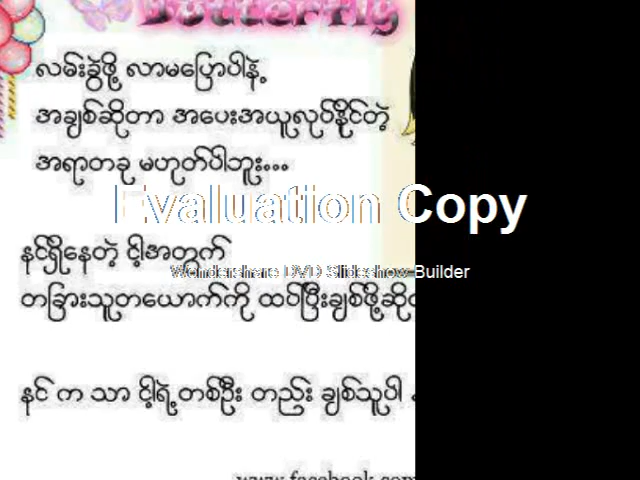 Butterfly
လမ်းခွဲဖို့ လာမပြောပါနဲ့
အချစ်ဆိုတာ အပေးအယူလုပ်နိုင်တဲ့
အရာတခု မဟုတ်ပါဘူး...
Evaluation Copy
နင်ရှိနေတဲ့ ငါ့အတွက်
Wondershare DVD Slideshow Builder
တခြားသူတယောက်ကို ထပ်ပြီးချစ်ဖို့ဆို
နင် က သာ ငါ့ရဲ့တစ်ဦး တည်း ချစ်သူပါ
www.facebook.com